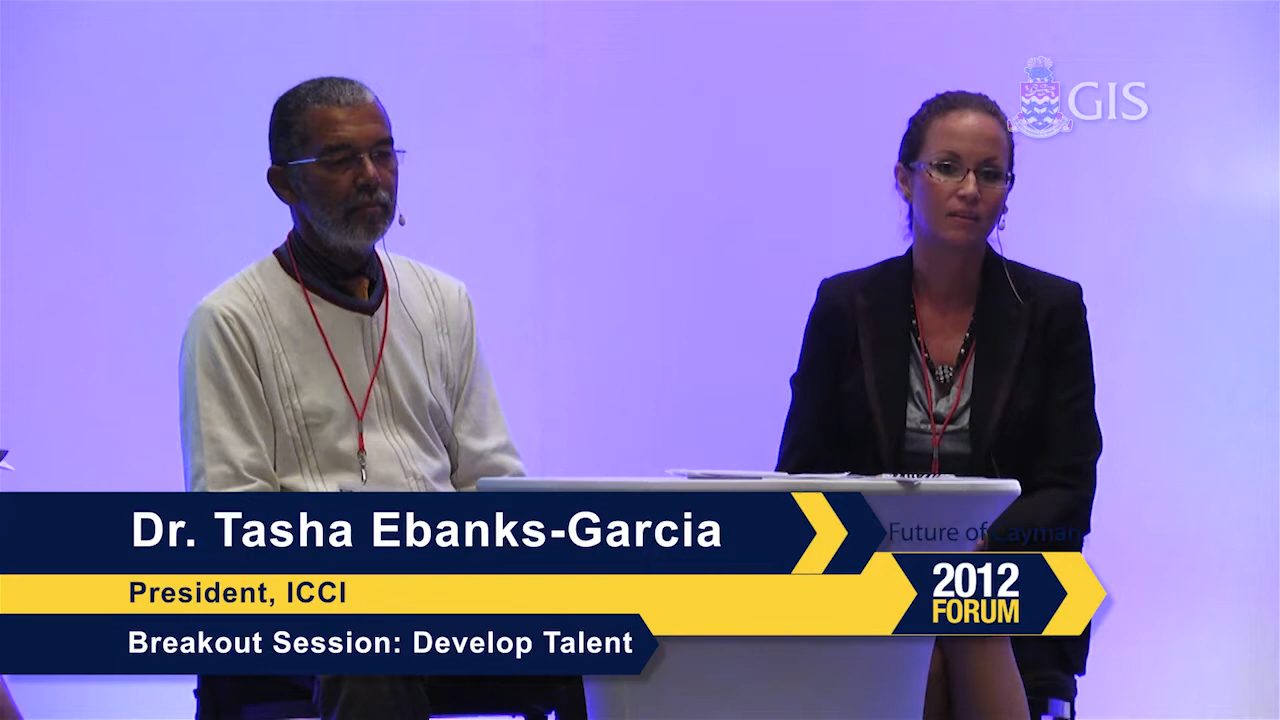 GIS
Dr. Tasha Ebanks-Garcia
Future of Cayman
President, ICCI
2012
FORUM
Breakout Session: Develop Talent